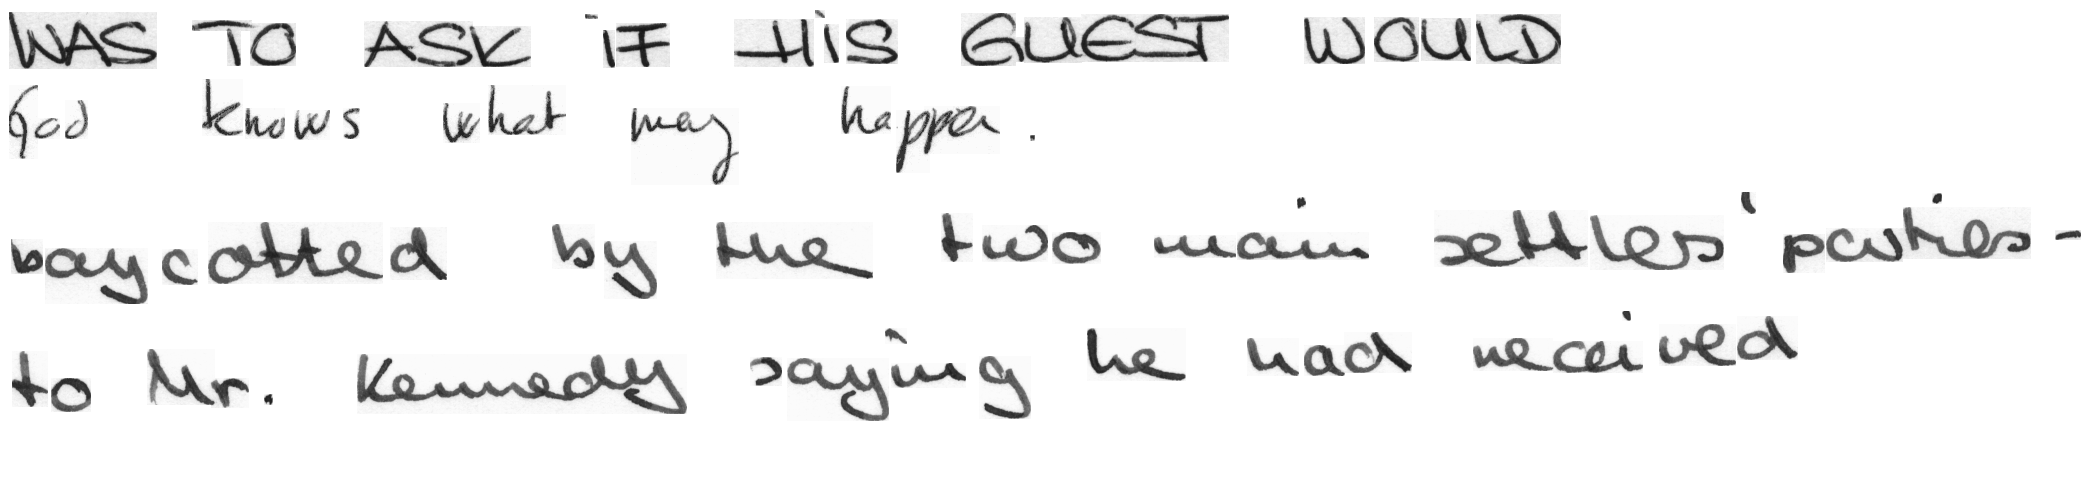 WAS TO ASK IF HIS GUEST WOULD
God knows what may happen.
boycotted by the two main settlers' parties-
to Mr. Kennedy saying he had received